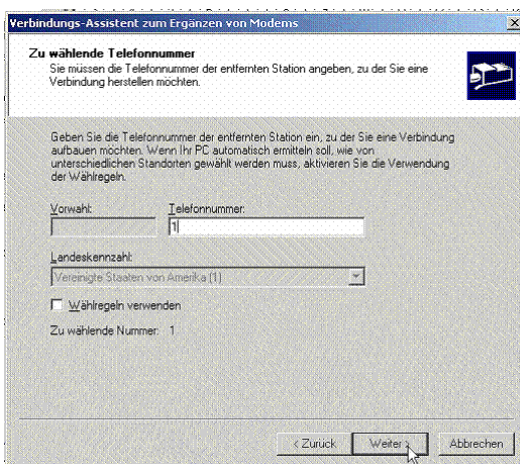 Verbindungs-Assistent zum Ergänzen von Modems
Zu wählende Telefonnummer
Sie müssen die Telefonnummer der entfernten Station angeben, zu der Sie eine
Verbindung herstellen möchten.
Geben Sie die Telefonnummer der entfernten Station ein, zu der Sie eine Verbindung
aufbauen möchten. Wenn Ihr PC automatisch ermitteln soll, wie von
unterschiedlichen Standorten gewählt werden muss, aktivieren Sie die Verwendung
der Wählregeln.
Vorwahl: Telefonnummer:
1
Landeskennzahl:
Vereinigte Staaten von Amerika (1)
Wählregeln verwenden
Zu wählende Nummer: 1
< Zurück Weiter > Abbrechen